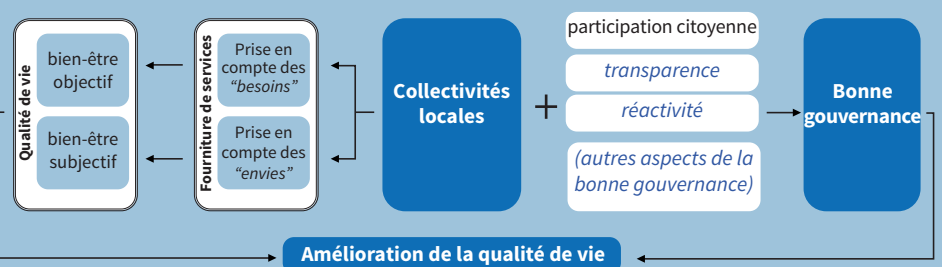 Qualité de vie
bien-être
objectif
bien-être
subjectif
Fourniture de services
Prise en
compte des
"besoins"
Prise en
compte des
"envies"
Collectivités
locales
+
participation citoyenne
transparence
réactivité
(autres aspects de la
bonne gouvernance)
Bonne
gouvernance
Amélioration de la qualité de vie